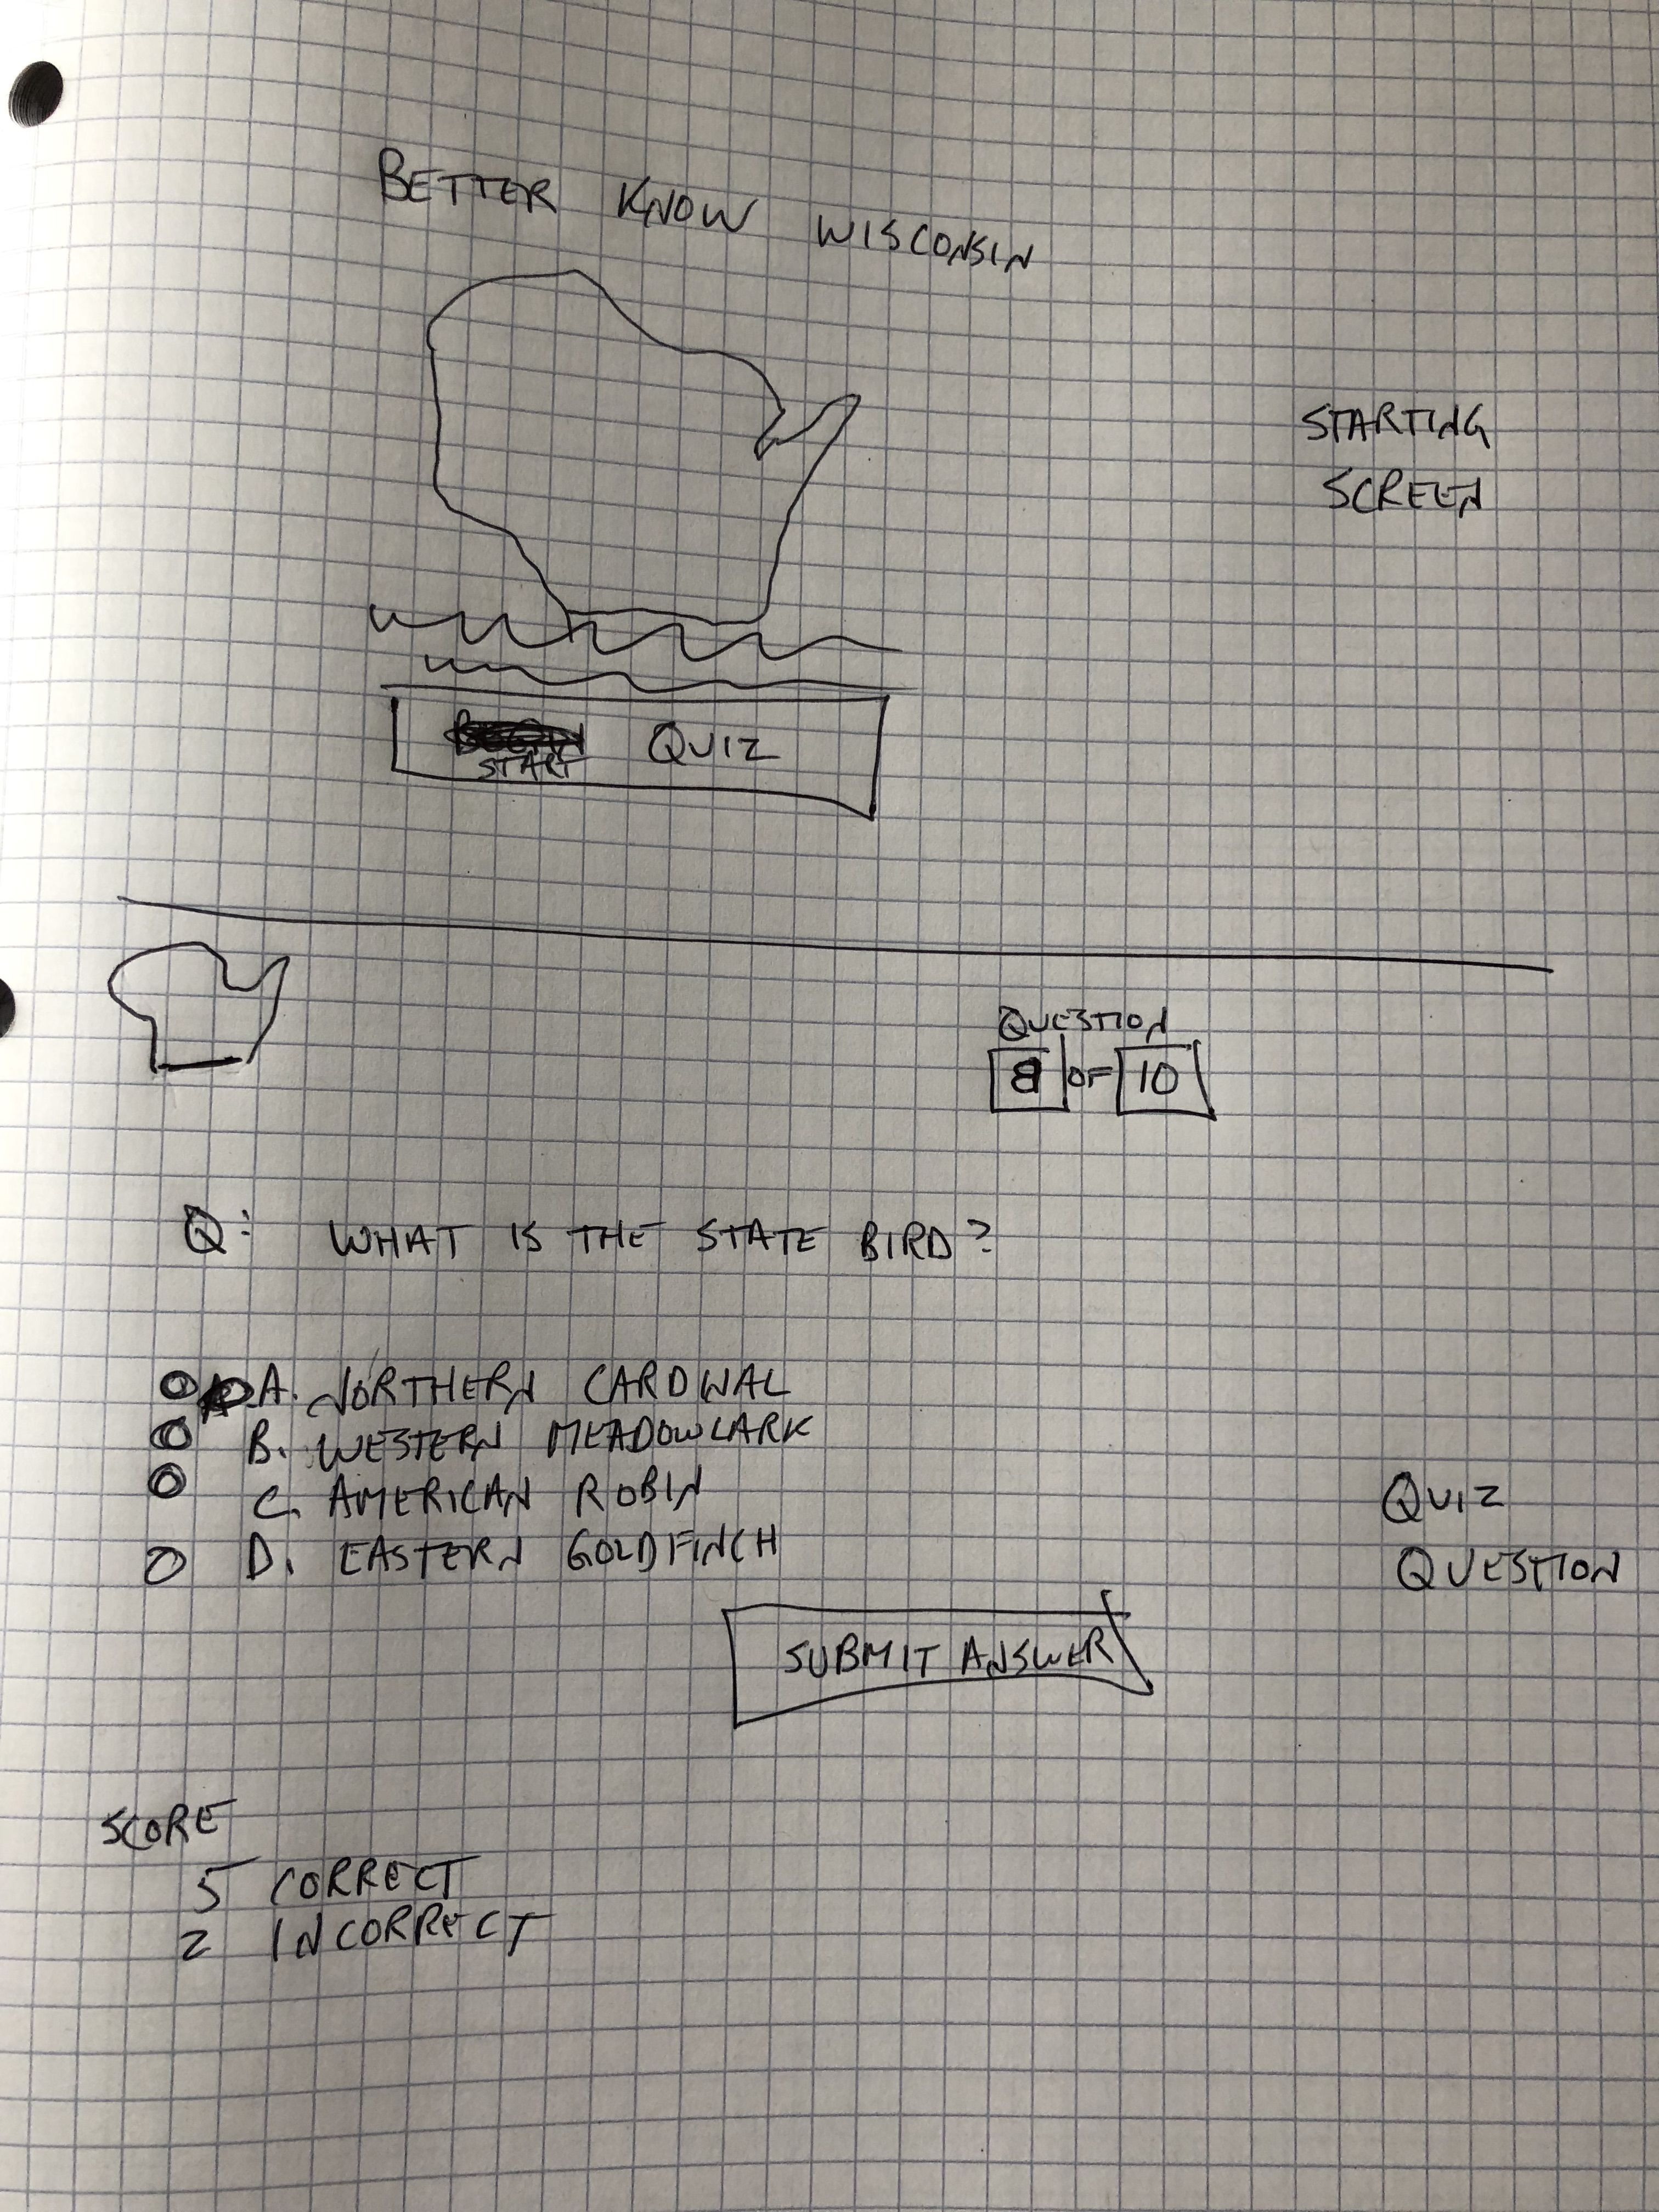 BETTER KNOW WISCONSIN
STARTING
SCREEN
START QUIZ
QUESTION
8 OF 10
Q: WHAT IS THE STATE BIRD?
A. NORTHERN CARDINAL
B. WESTERN MEADOWLARK
C. AMERICAN ROBIN
D. EASTERN GOLDFINCH
QUIZ
QUESTION
SUBMIT ANSWER
SCORE
5 CORRECT
2 INCORRECT